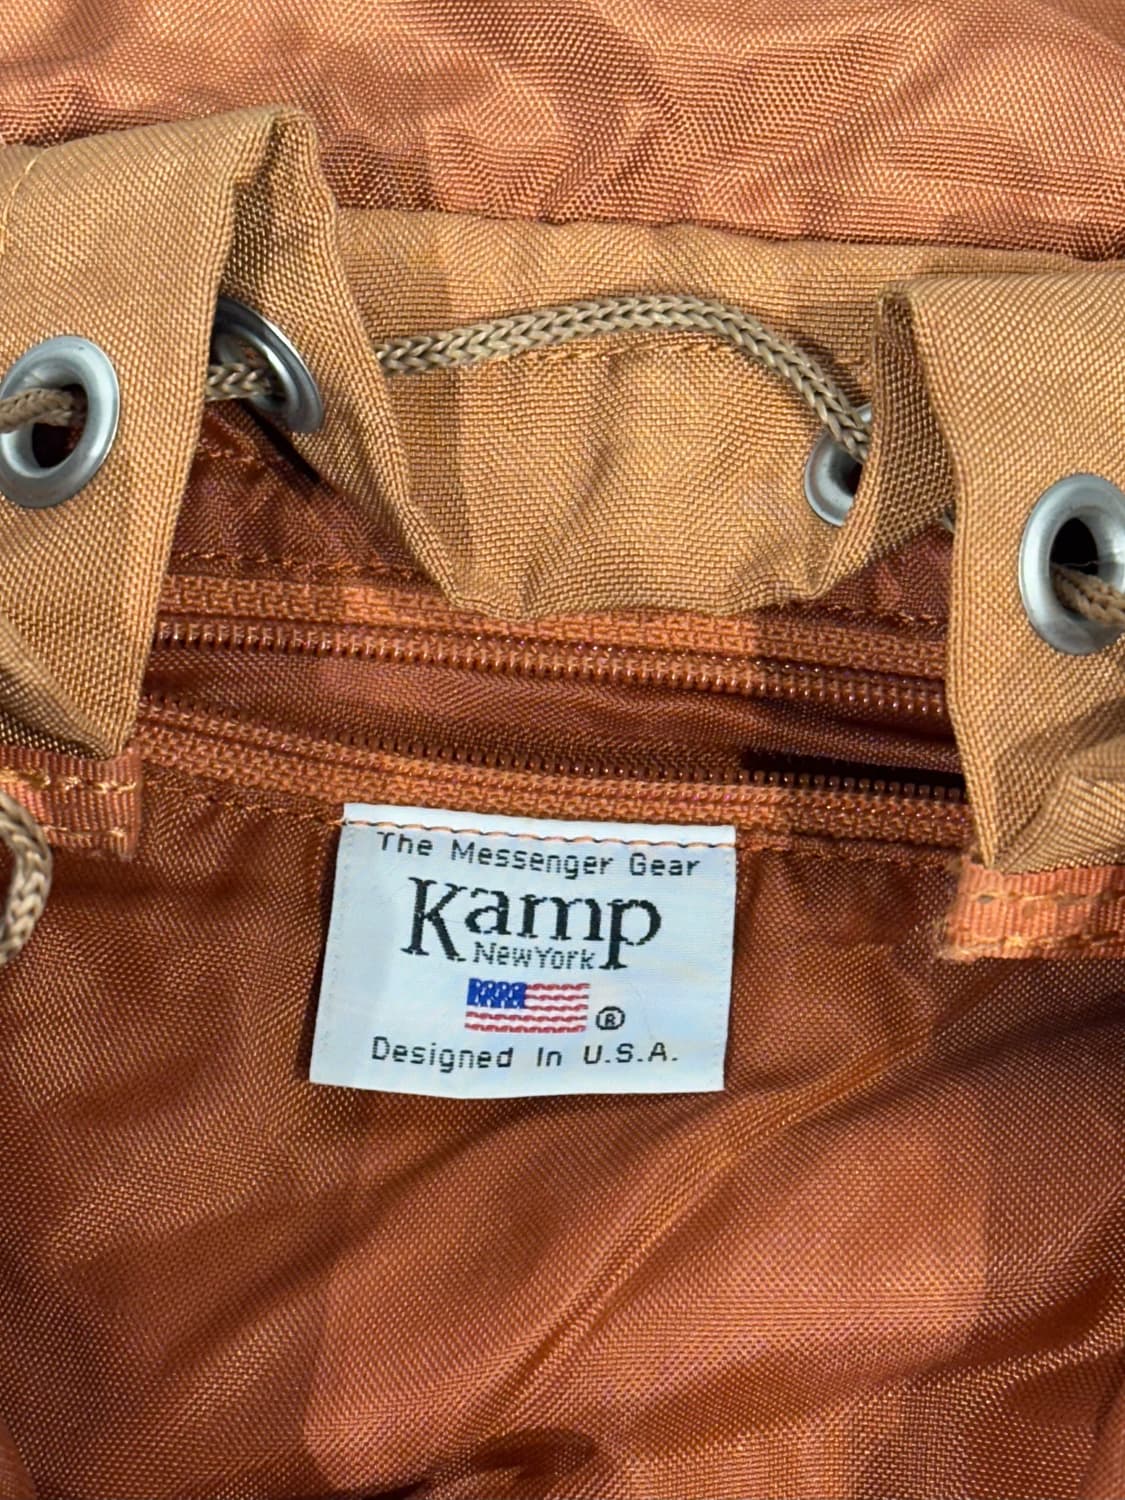 The Messenger Gear
Kamp
NewYork
®
Designed In U.S.A.